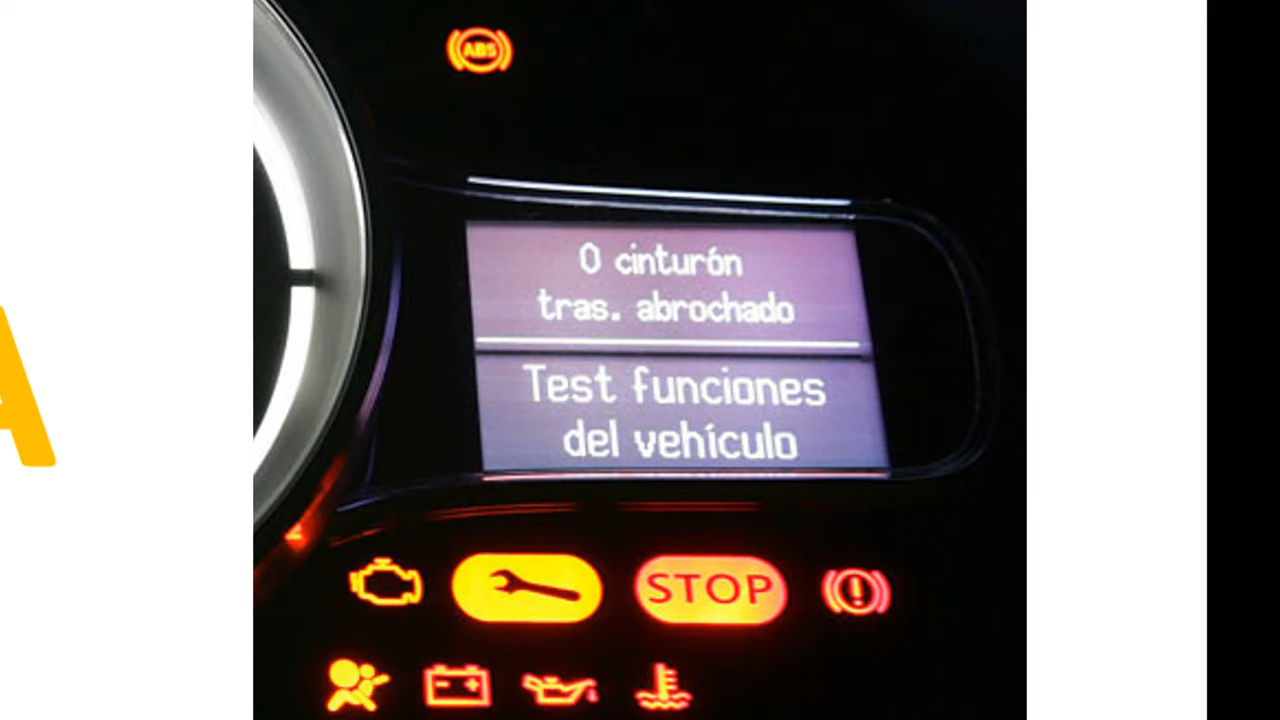 A
ABS
0 cinturón
tras. abrochado
Test funciones
del vehículo
STOP